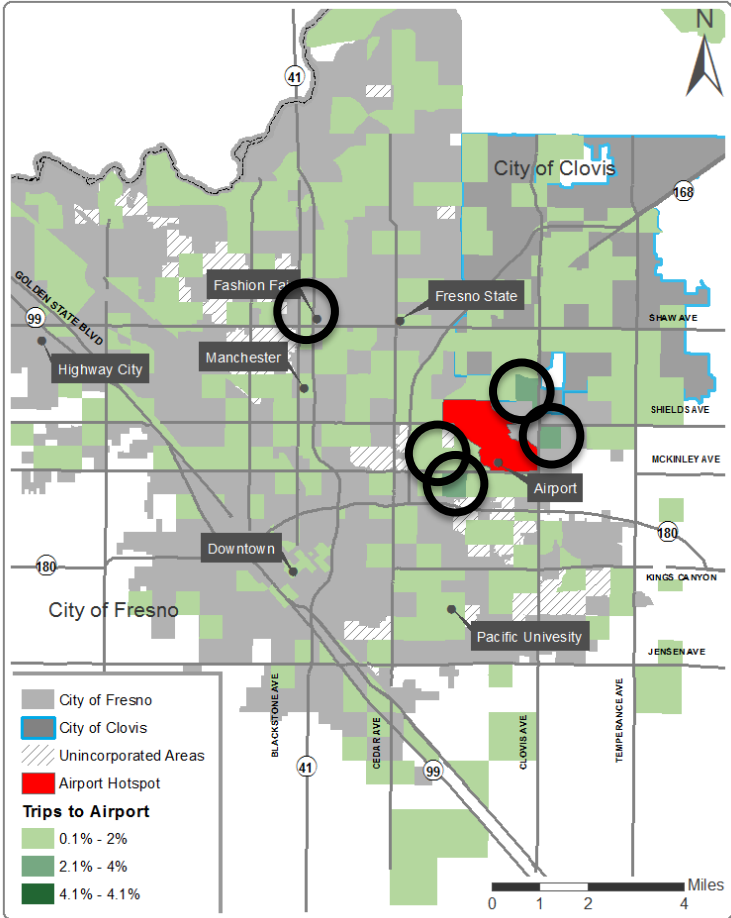 N
41
City of Clovis
168
Fashion Fai
Fresno State
GOLDEN STATE BLVD
99
SHAW AVE
Highway City
Manchester
SHIELDS AVE
MCKINLEY AVE
Airport
180
Downtown
180
KINGS CANYON
City of Fresno
Pacific Univesity
JENSEN AVE
BLACKSTONE AVE
CEDAR AVE
CLOVIS AVE
TEMPERANCE AVE
41
99
City of Fresno
City of Clovis
Unincorporated Areas
Airport Hotspot
Trips to Airport
0.1% - 2%
2.1% - 4%
4.1% - 4.1%
Miles
0 1 2 4